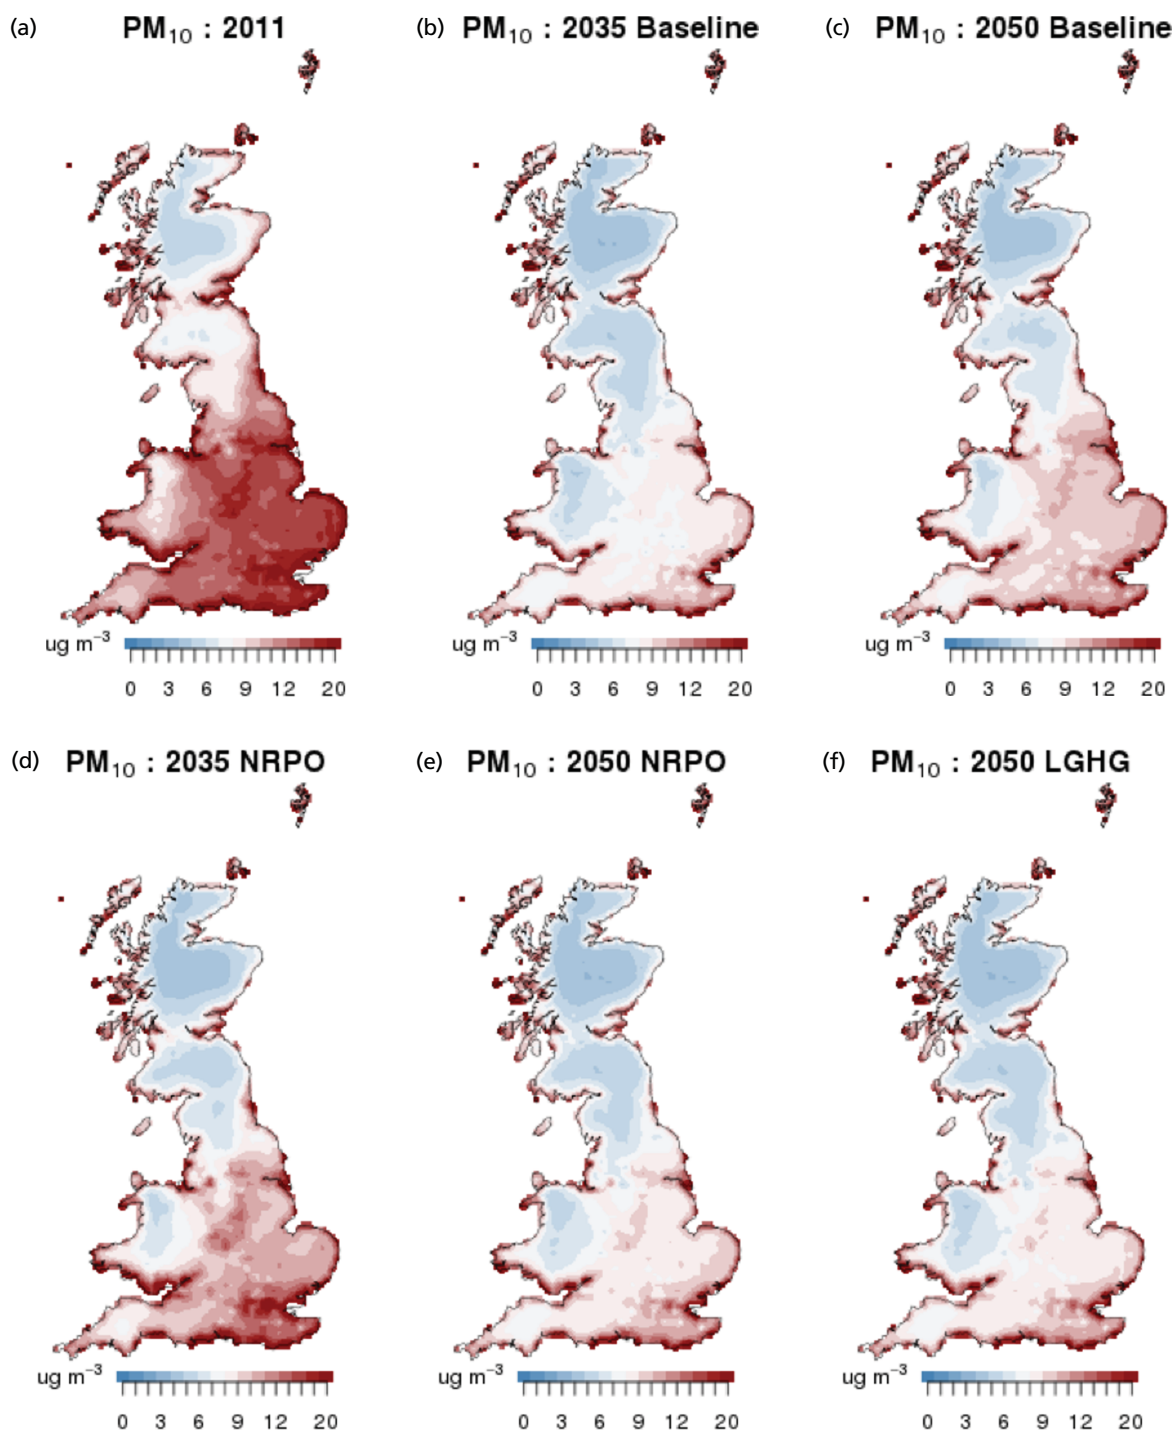 (a) PM₁₀ : 2011
(b) PM₁₀ : 2035 Baseline
(c) PM₁₀ : 2050 Baseline
ug m⁻³
0 3 6 9 12 20
ug m⁻³
0 3 6 9 12 20
ug m⁻³
0 3 6 9 12 20
(d) PM₁₀ : 2035 NRPO
(e) PM₁₀ : 2050 NRPO
(f) PM₁₀ : 2050 LGHG
ug m⁻³
0 3 6 9 12 20
ug m⁻³
0 3 6 9 12 20
ug m⁻³
0 3 6 9 12 20